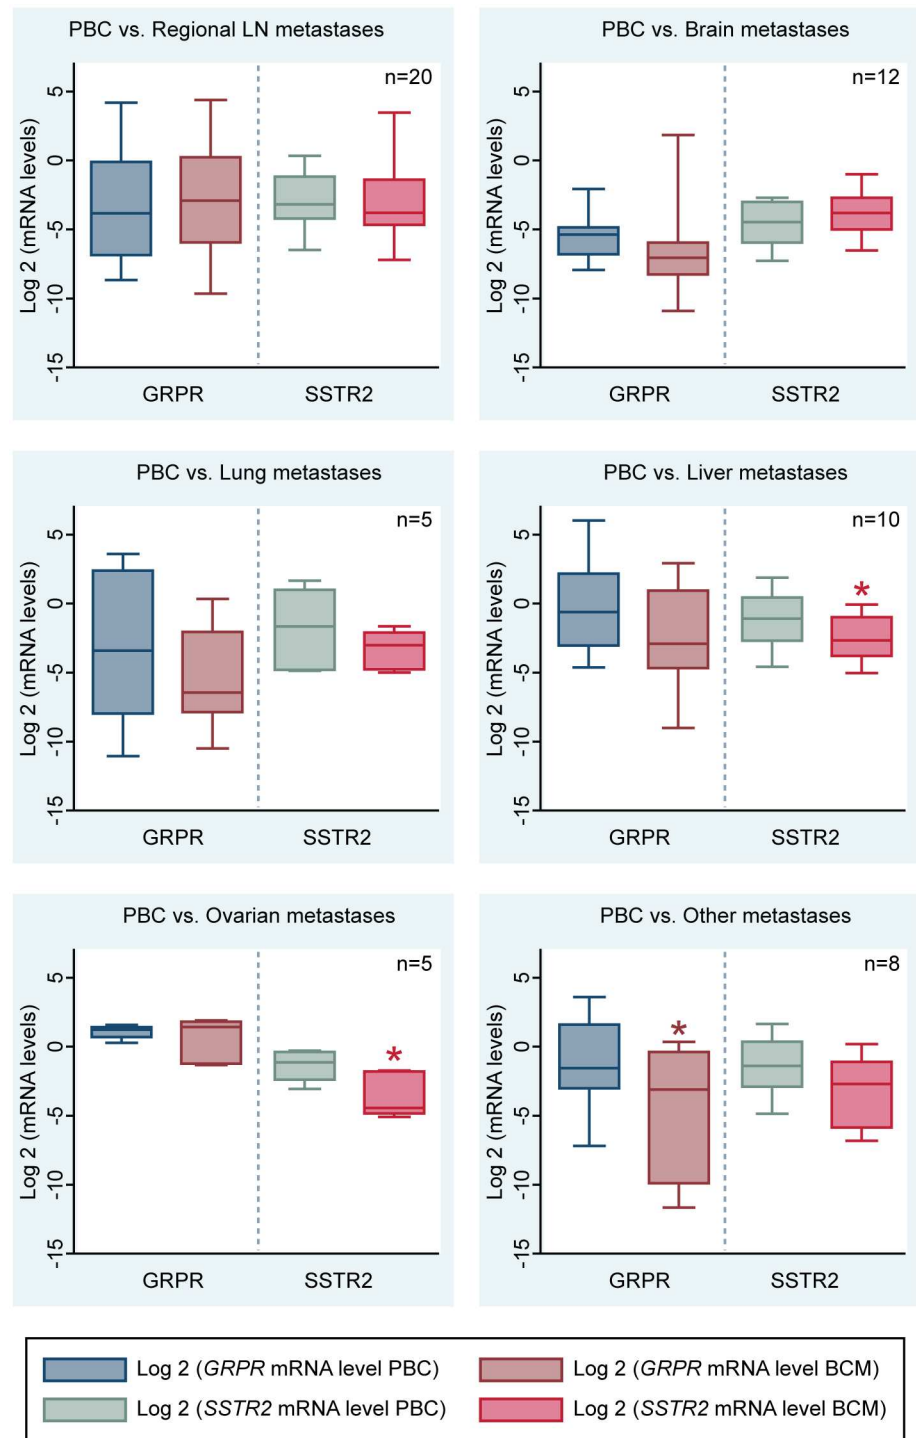 PBC vs. Regional LN metastases
n=20
Log 2 (mRNA levels)
5
0
-5
-10
-15
GRPR SSTR2
PBC vs. Brain metastases
n=12
Log 2 (mRNA levels)
5
0
-5
-10
-15
GRPR SSTR2
PBC vs. Lung metastases
n=5
Log 2 (mRNA levels)
5
0
-5
-10
-15
GRPR SSTR2
PBC vs. Liver metastases
n=10
Log 2 (mRNA levels)
5
0
-5
-10
-15
*
GRPR SSTR2
PBC vs. Ovarian metastases
n=5
Log 2 (mRNA levels)
5
0
-5
-10
-15
*
GRPR SSTR2
PBC vs. Other metastases
n=8
Log 2 (mRNA levels)
5
0
-5
-10
-15
*
GRPR SSTR2
Log 2 (GRPR mRNA level PBC)
Log 2 (GRPR mRNA level BCM)
Log 2 (SSTR2 mRNA level PBC)
Log 2 (SSTR2 mRNA level BCM)